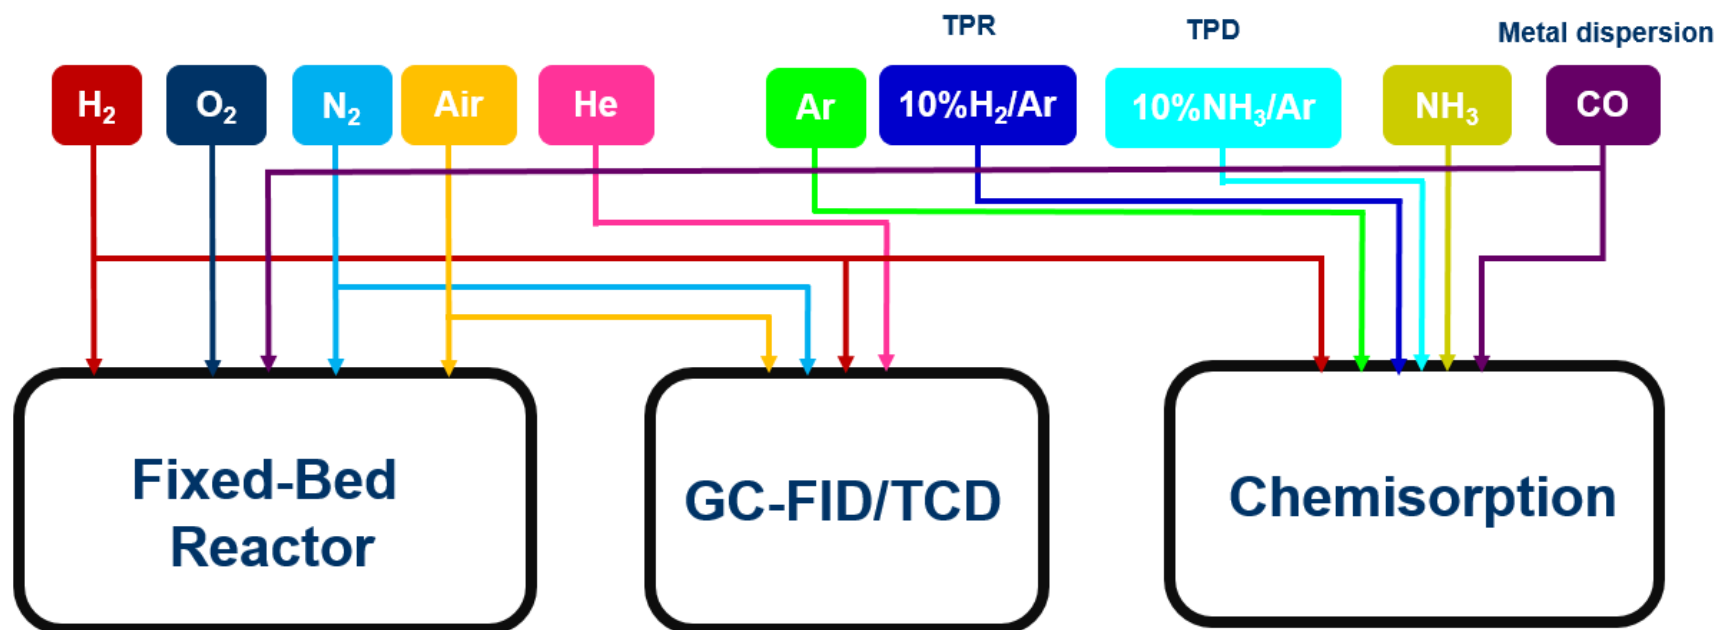 TPR
TPD
Metal dispersion
H₂
O₂
N₂
Air
He
Ar
10%H₂/Ar
10%NH₃/Ar
NH₃
CO
Fixed-Bed
Reactor
GC-FID/TCD
Chemisorption